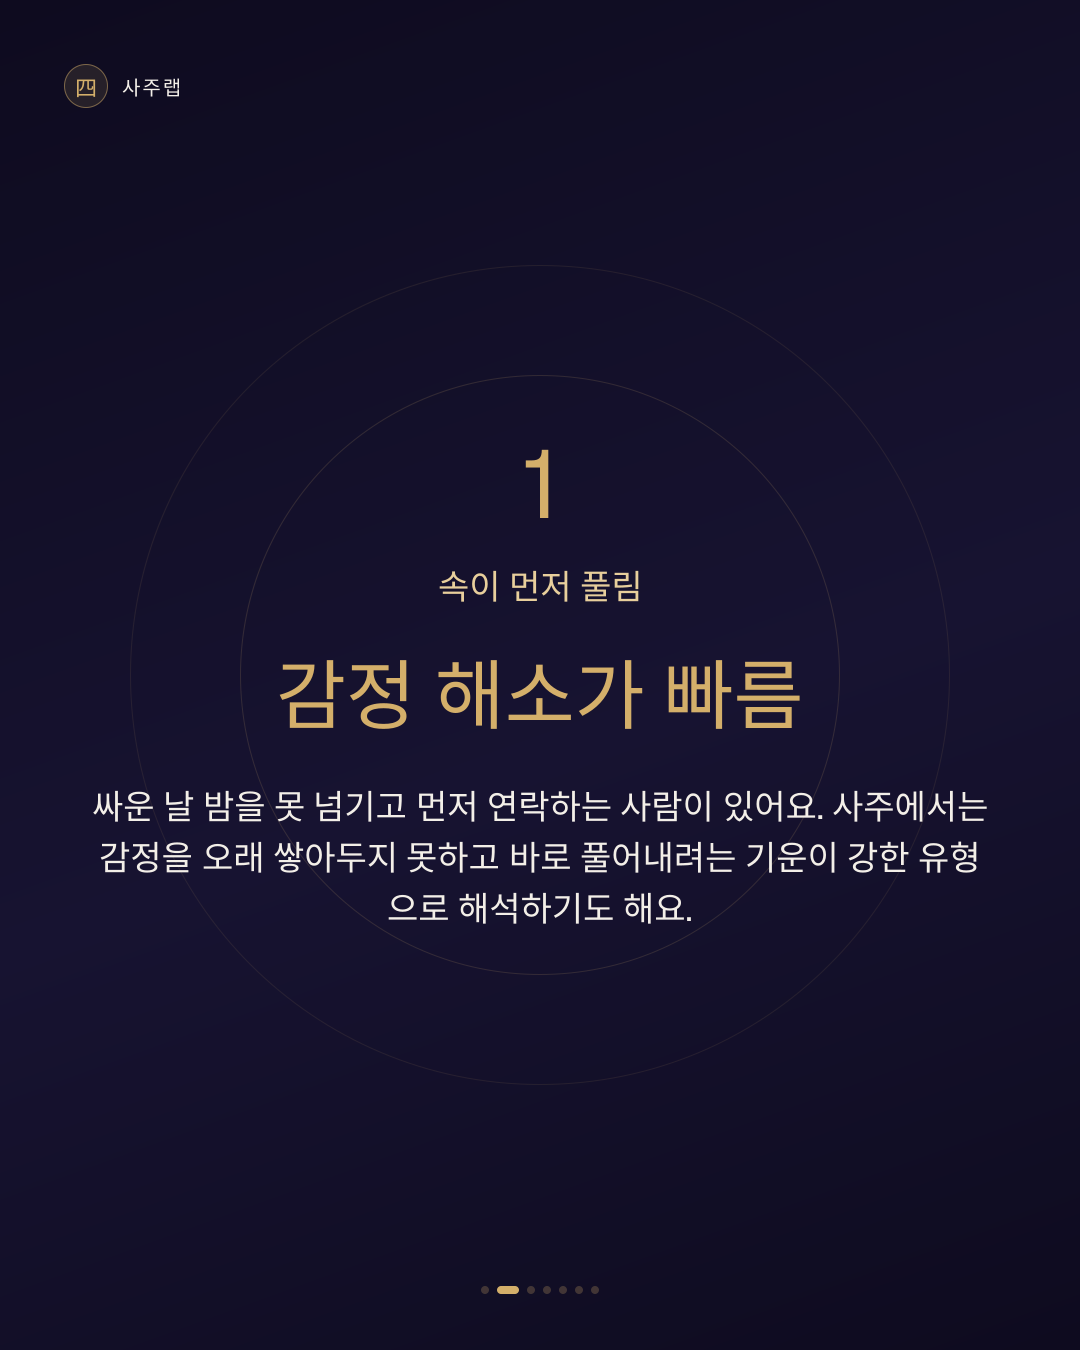 四 사주랩
1
속이 먼저 풀림
감정 해소가 빠름
싸운 날 밤을 못 넘기고 먼저 연락하는 사람이 있어요. 사주에서는
감정을 오래 쌓아두지 못하고 바로 풀어내려는 기운이 강한 유형
으로 해석하기도 해요.